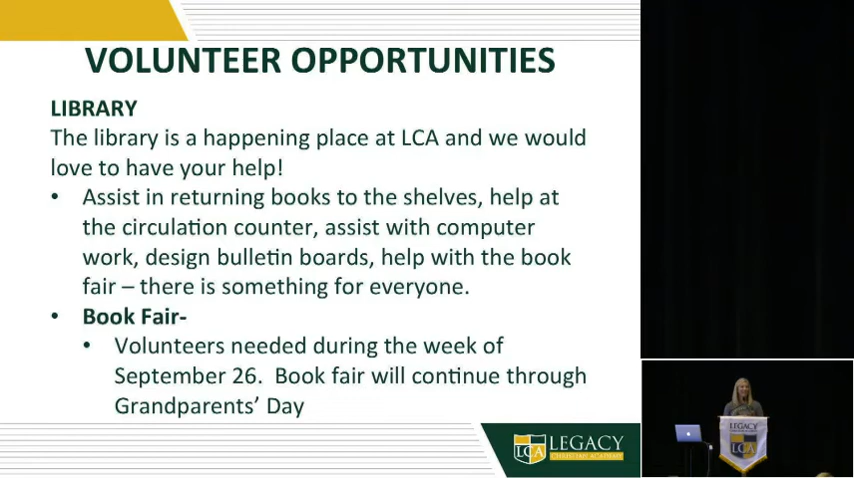 VOLUNTEER OPPORTUNITIES
LIBRARY
The library is a happening place at LCA and we would
love to have your help!
• Assist in returning books to the shelves, help at
the circulation counter, assist with computer
work, design bulletin boards, help with the book
fair – there is something for everyone.
• Book Fair-
• Volunteers needed during the week of
September 26.  Book fair will continue through
Grandparents’ Day
LCA
LEGACY
CHRISTIAN ACADEMY
LEGACY
LCA